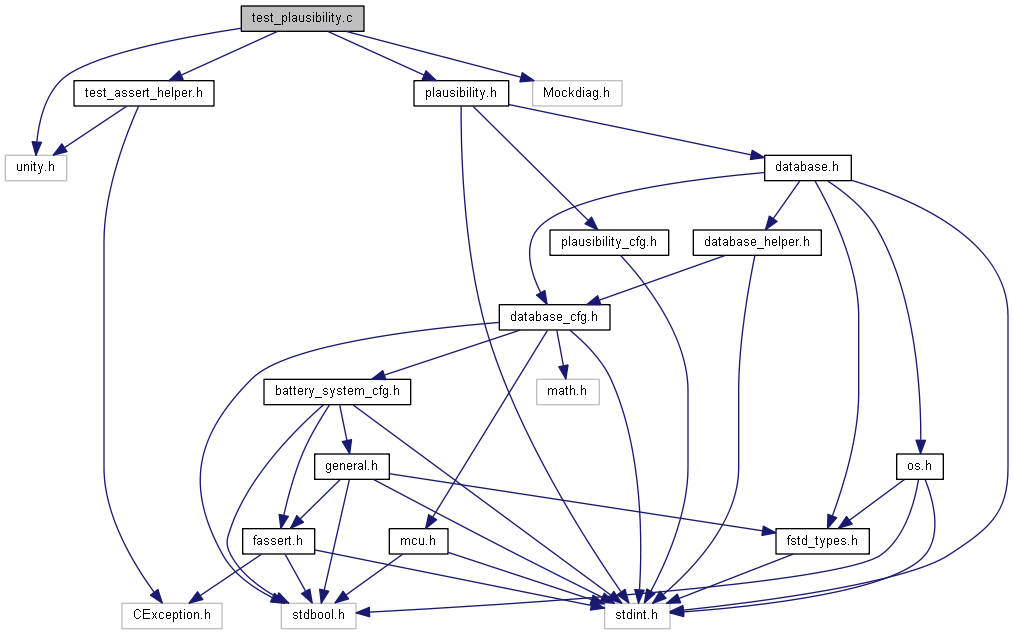 test_plausibility.c
test_assert_helper.h
plausibility.h
Mockdiag.h
unity.h
database.h
plausibility_cfg.h
database_helper.h
database_cfg.h
battery_system_cfg.h
math.h
general.h
os.h
fassert.h
mcu.h
fstd_types.h
CException.h
stdbool.h
stdint.h